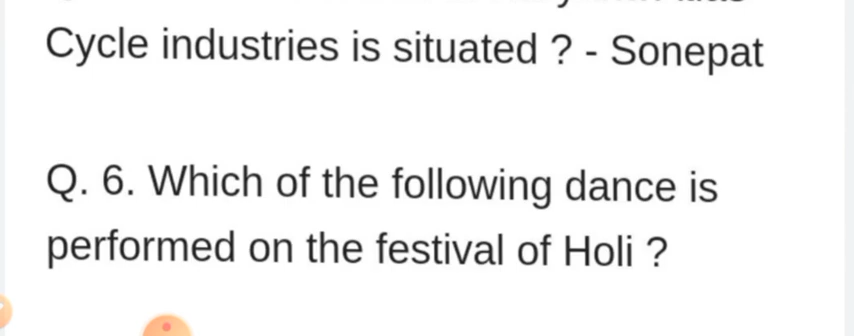 Cycle industries is situated ? - Sonepat
Q. 6. Which of the following dance is
performed on the festival of Holi ?